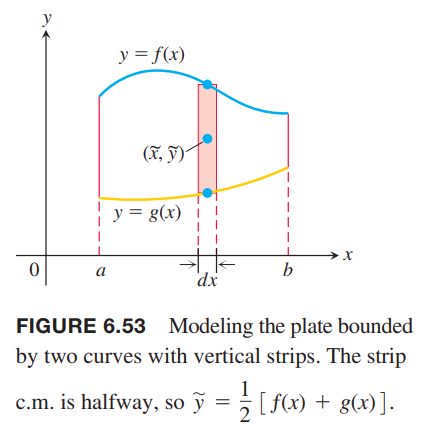 y
y = f(x)
(x̃, ỹ)
y = g(x)
x
0
a
dx
b
FIGURE 6.53 Modeling the plate bounded
by two curves with vertical strips. The strip
c.m. is halfway, so ỹ = 1/2 [ f(x) + g(x)].